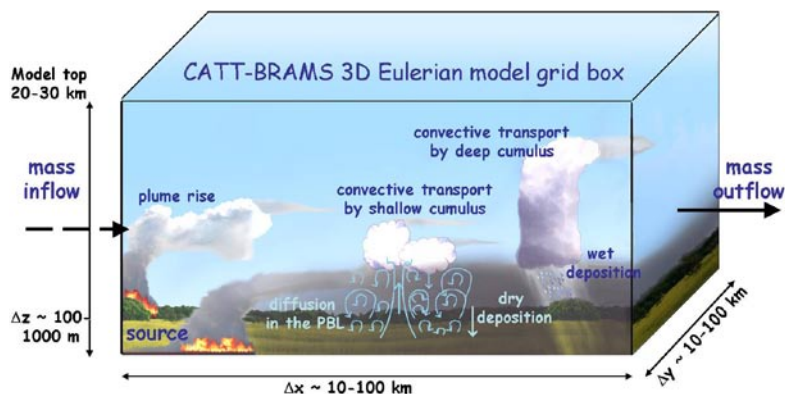 CATT-BRAMS 3D Eulerian model grid box
Model top
20-30 km
convective transport
by deep cumulus
mass
inflow
plume rise
convective transport
by shallow cumulus
mass
outflow
wet
deposition
Δz ~ 100-
1000 m
source
diffusion
in the PBL
dry
deposition
Δx ~ 10-100 km
Δy ~ 10-100 km